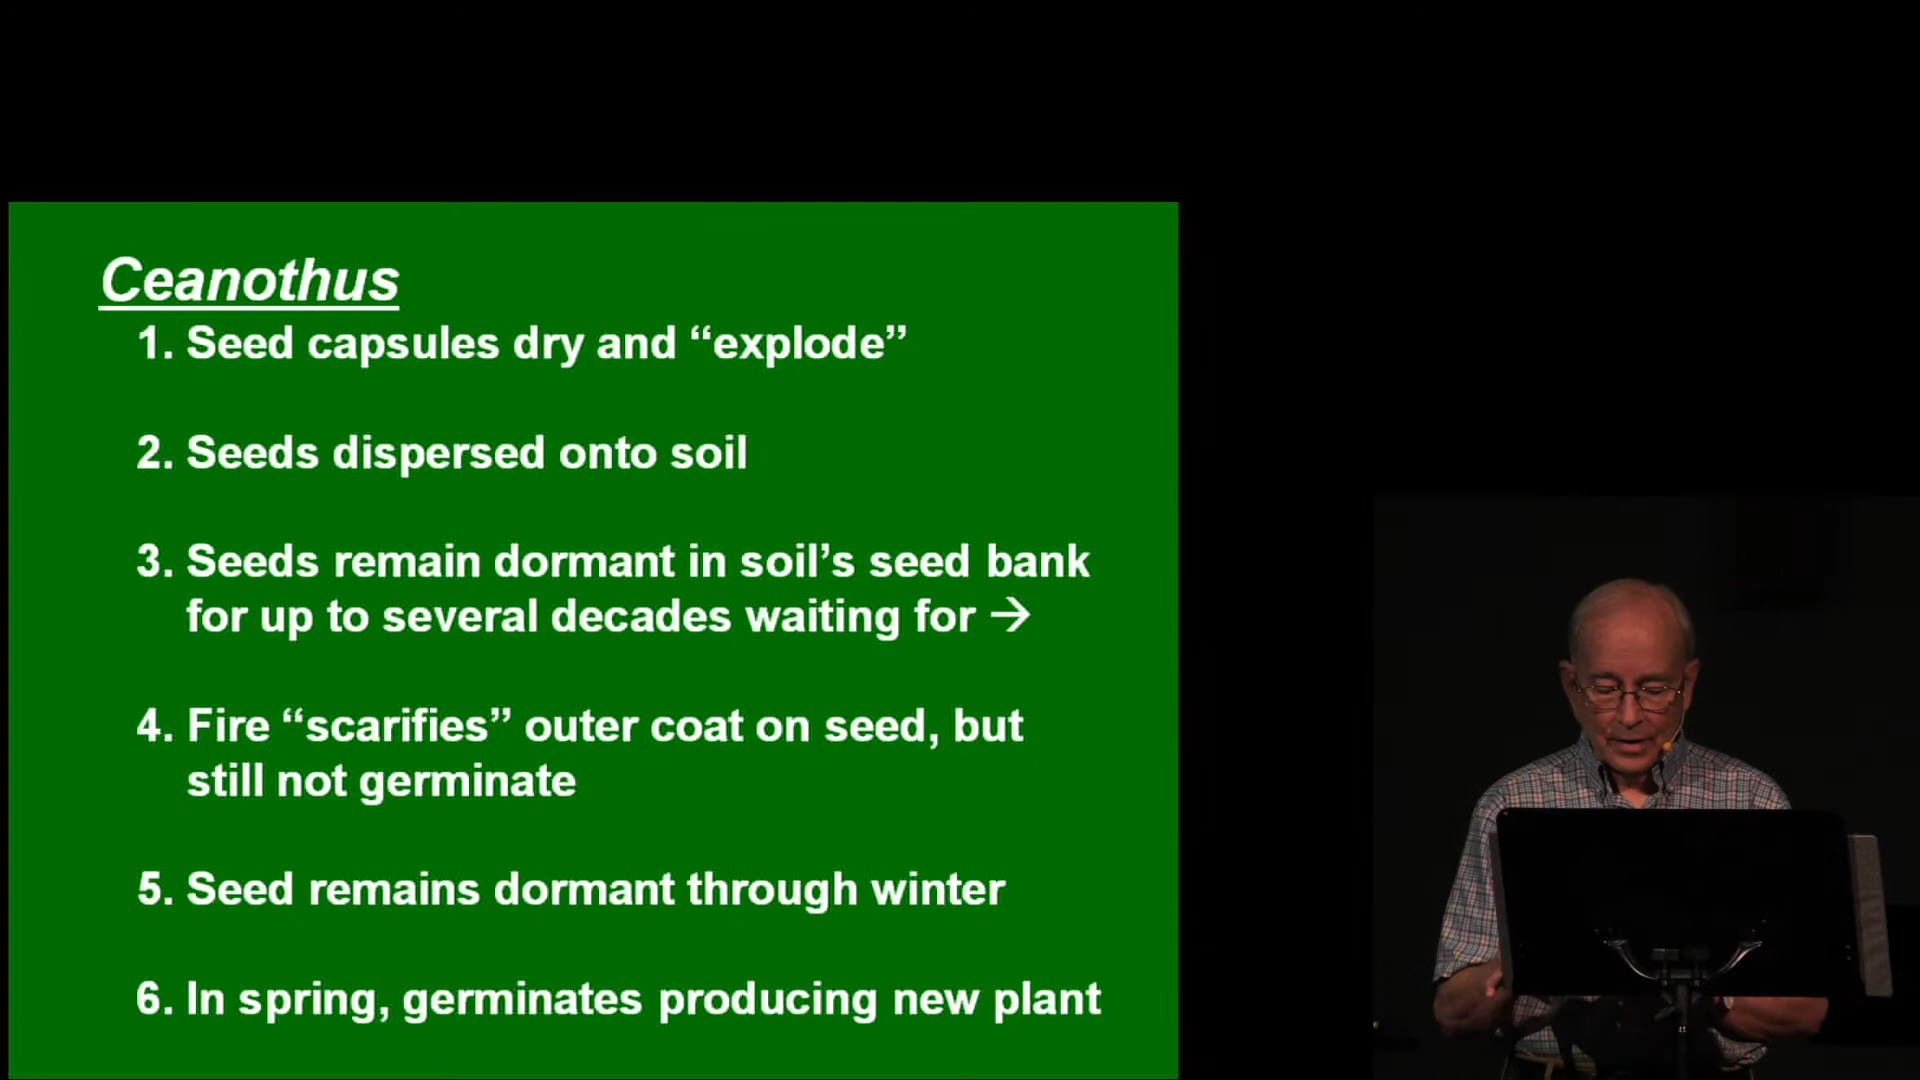 Ceanothus
1. Seed capsules dry and “explode”
2. Seeds dispersed onto soil
3. Seeds remain dormant in soil’s seed bank
for up to several decades waiting for →
4. Fire “scarifies” outer coat on seed, but
still not germinate
5. Seed remains dormant through winter
6. In spring, germinates producing new plant